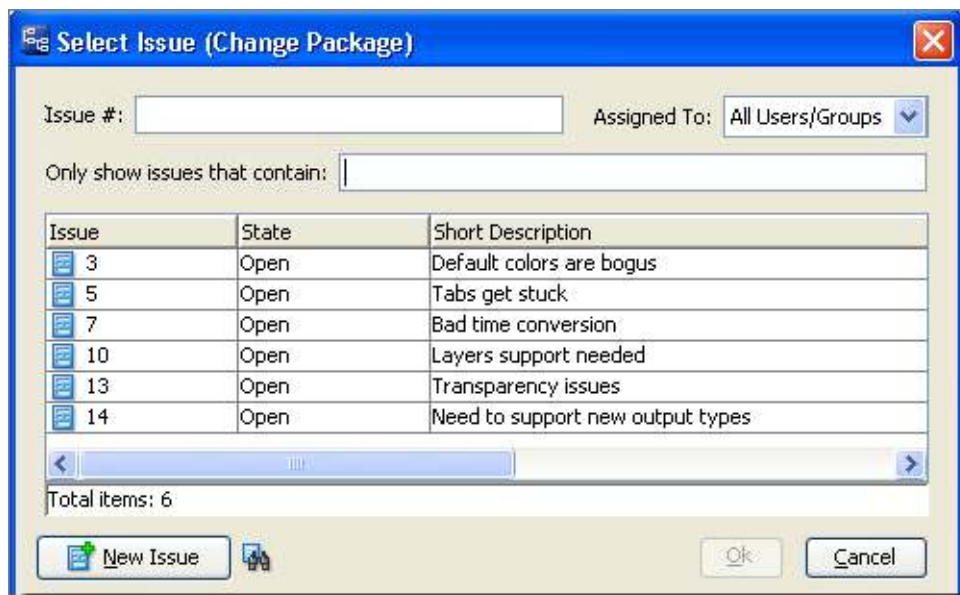 Select Issue (Change Package)
Issue #: Assigned To: All Users/Groups
Only show issues that contain:
Issue State Short Description
3 Open Default colors are bogus
5 Open Tabs get stuck
7 Open Bad time conversion
10 Open Layers support needed
13 Open Transparency issues
14 Open Need to support new output types
Total items: 6
New Issue Ok Cancel